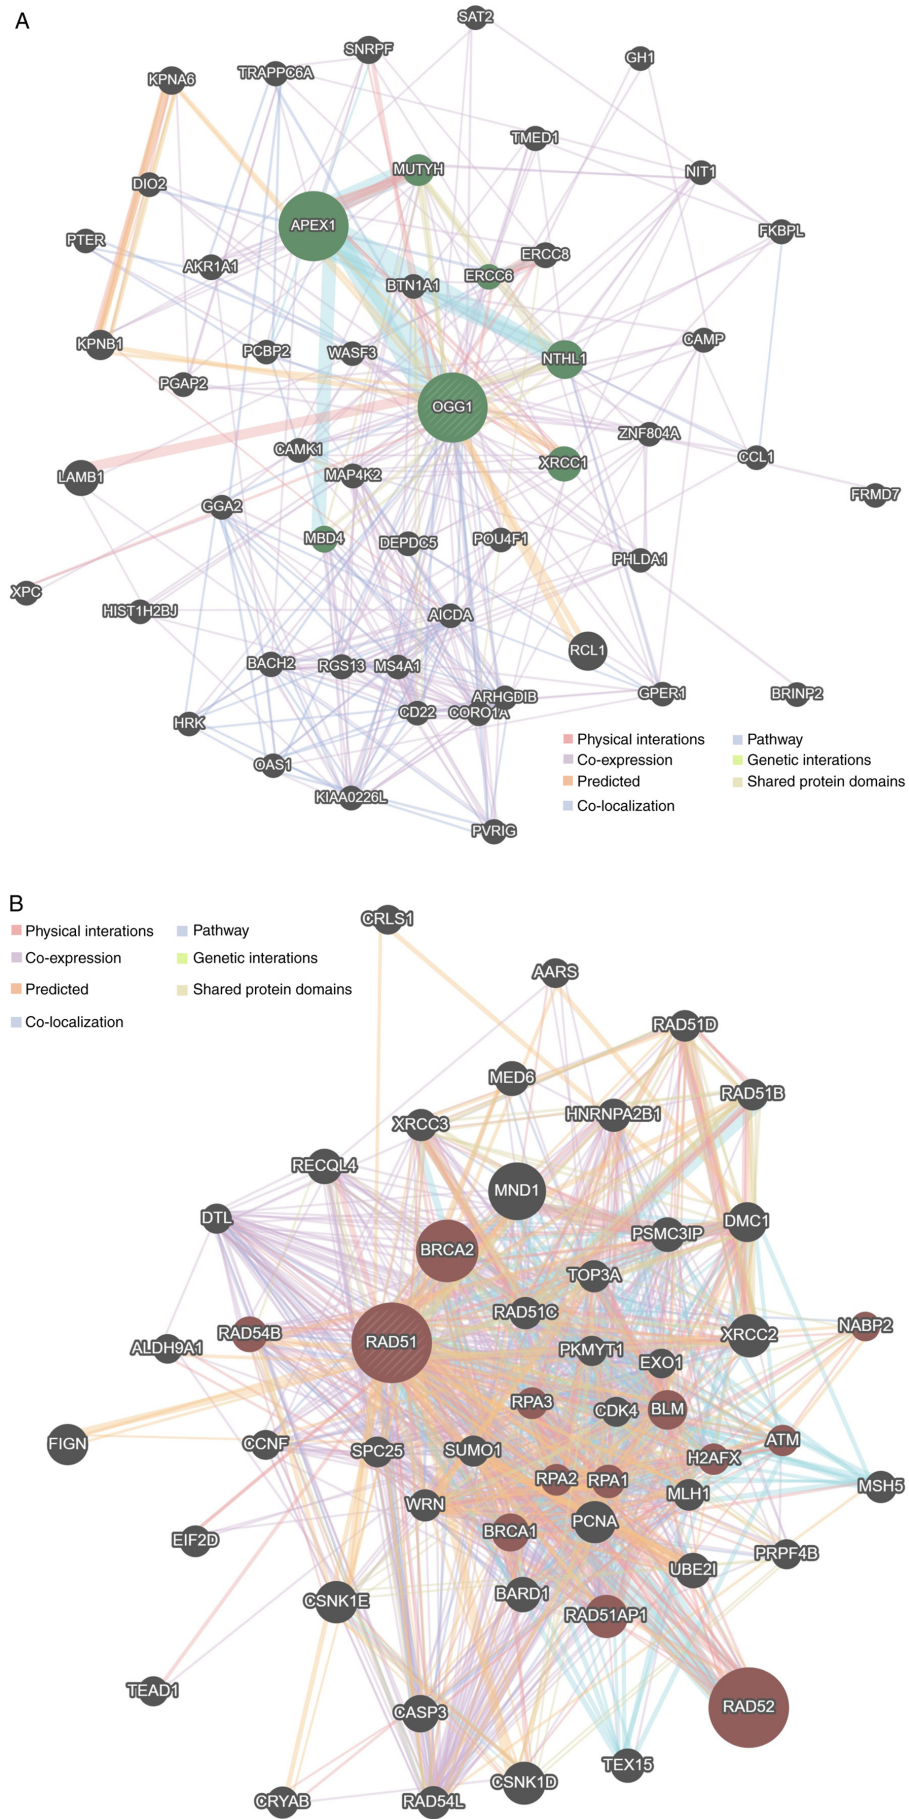 A
SAT2
SNRPF
GH1
KPNA6
TRAPPC6A
TMED1
MUTYH
NIT1
DIO2
APEX1
PTER
FKBPL
AKR1A1
ERCC8
ERCC6
BTN1A1
KPNB1
PCBP2
WASF3
NTHL1
CAMP
PGAP2
OGG1
ZNF804A
CAMK1
CCL1
LAMB1
MAP4K2
XRCC1
FRMD7
GGA2
MBD4
DEPDC5
POU4F1
PHLDA1
XPC
HIST1H2BJ
AICDA
RCL1
BACH2
RGS13
MS4A1
ARHGDIB
GPER1
BRINP2
CD22
CORO1A
HRK
OAS1
KIAA0226L
PVRIG
Physical interations
Pathway
Co-expression
Genetic interations
Predicted
Shared protein domains
Co-localization
B
Physical interations
Pathway
Co-expression
Genetic interations
Predicted
Shared protein domains
Co-localization
CRLS1
AARS
RAD51D
MED6
RAD51B
XRCC3
HNRNPA2B1
RECQL4
MND1
DTL
PSMC3IP
DMC1
BRCA2
TOP3A
RAD51C
RAD54B
RAD51
NABP2
ALDH9A1
PKMYT1
XRCC2
EXO1
RPA3
CDK4
BLM
FIGN
CCNF
SPC25
SUMO1
ATM
H2AFX
RPA2
RPA1
MSH5
WRN
MLH1
BRCA1
PCNA
EIF2D
PRPF4B
UBE2I
CSNK1E
BARD1
RAD51AP1
TEAD1
RAD52
CASP3
TEX15
CSNK1D
CRYAB
RAD54L